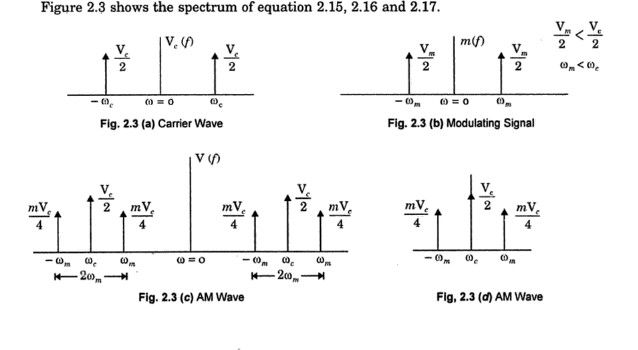 Figure 2.3 shows the spectrum of equation 2.15, 2.16 and 2.17.
V_c (f)
V_c/2
V_c/2
– ω_c ω = o ω_c
Fig. 2.3 (a) Carrier Wave
m(f)
V_m/2
V_m/2
– ω_m ω = o ω_m
Fig. 2.3 (b) Modulating Signal
V_m/2 < V_c/2
ω_m < ω_c
V (f)
mV_c/4 V_c/2 mV_c/4 mV_c/4 V_c/2 mV_c/4
– ω_m ω_c ω_m ω = o – ω_m ω_c ω_m
2ω_m 2ω_m
Fig. 2.3 (c) AM Wave
mV_c/4 V_c/2 mV_c/4
– ω_m ω_c ω_m
Fig, 2.3 (d) AM Wave